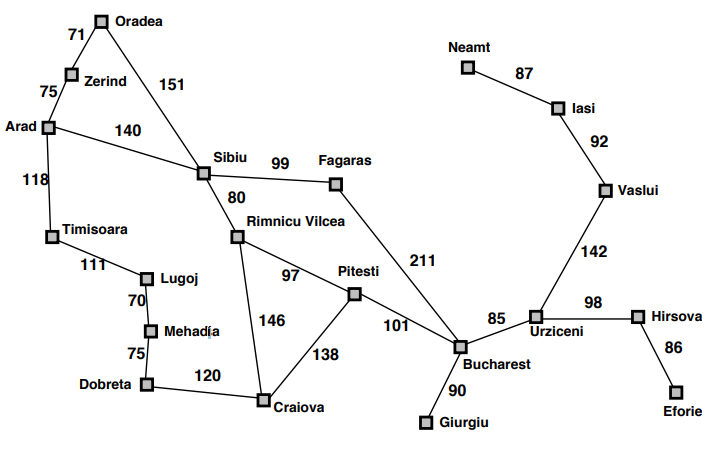 Oradea
71
Neamt
Zerind
151
87
75
Iasi
Arad
140
92
Sibiu
99
Fagaras
118
80
Vaslui
Timisoara
Rimnicu Vilcea
111
211
142
Lugoj
97
Pitesti
70
98
Mehadia
146
101
85
Hirsova
Urziceni
75
138
86
Bucharest
Dobreta
120
90
Craiova
Eforie
Giurgiu